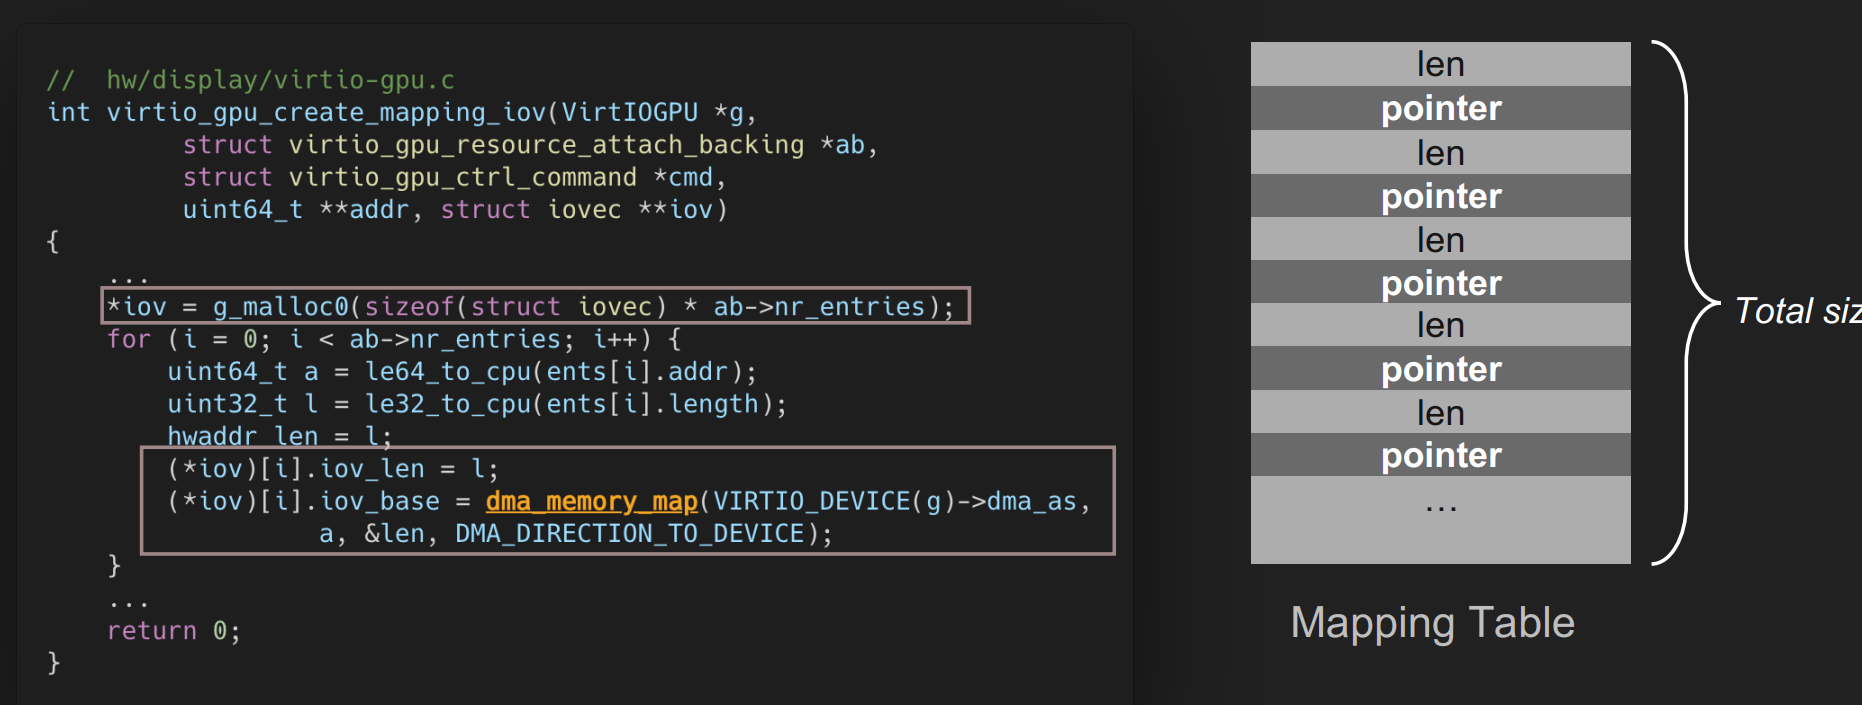 //  hw/display/virtio-gpu.c
int virtio_gpu_create_mapping_iov(VirtIOGPU *g,
struct virtio_gpu_resource_attach_backing *ab,
struct virtio_gpu_ctrl_command *cmd,
uint64_t **addr, struct iovec **iov)
{
...
*iov = g_malloc0(sizeof(struct iovec) * ab->nr_entries);
for (i = 0; i < ab->nr_entries; i++) {
uint64_t a = le64_to_cpu(ents[i].addr);
uint32_t l = le32_to_cpu(ents[i].length);
hwaddr len = l;
(*iov)[i].iov_len = l;
(*iov)[i].iov_base = dma_memory_map(VIRTIO_DEVICE(g)->dma_as,
a, &len, DMA_DIRECTION_TO_DEVICE);
}
...
return 0;
}
len
pointer
len
pointer
len
pointer
len
pointer
len
pointer
...
Mapping Table
Total